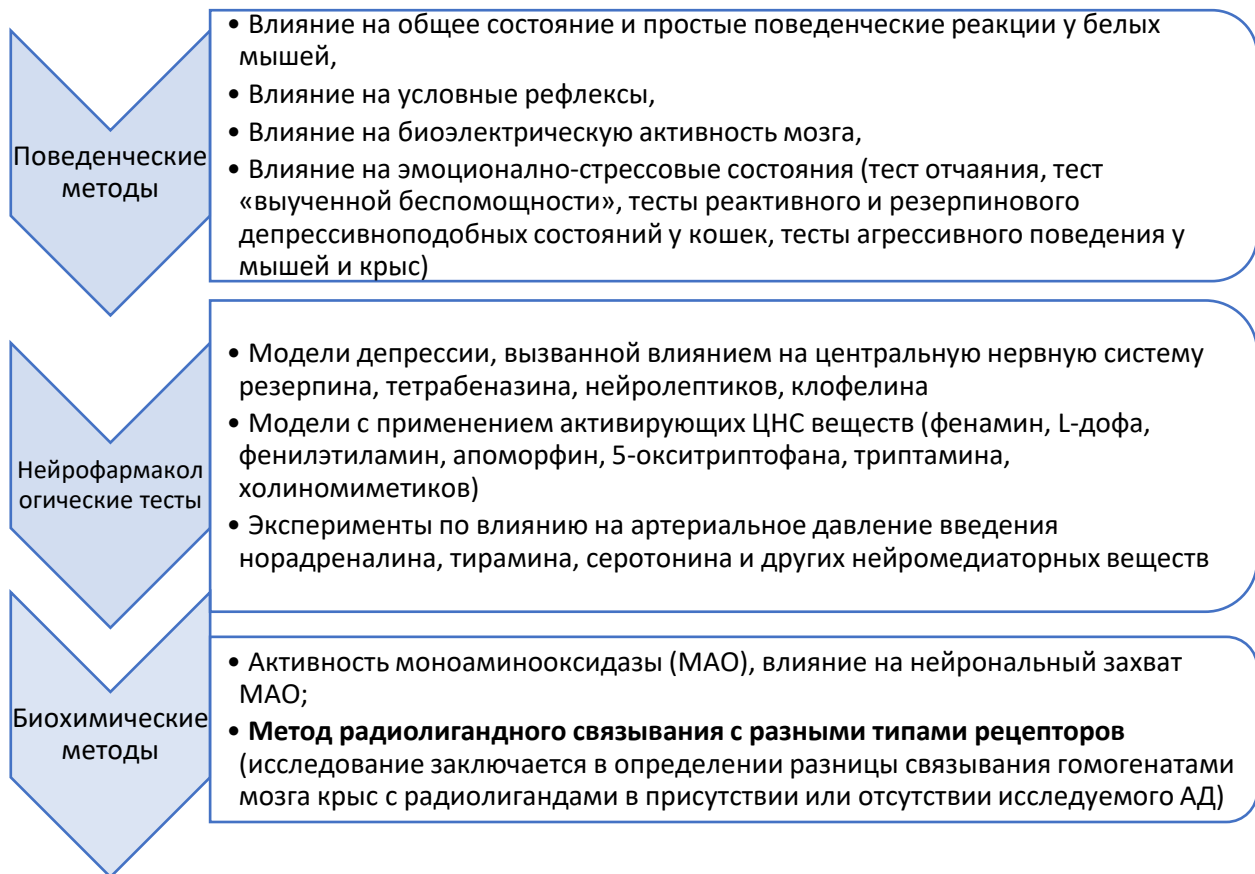 Поведенческие
методы
• Влияние на общее состояние и простые поведенческие реакции у белых
мышей,
• Влияние на условные рефлексы,
• Влияние на биоэлектрическую активность мозга,
• Влияние на эмоционално-стрессовые состояния (тест отчаяния, тест
«выученной беспомощности», тесты реактивного и резерпинового
депрессивноподобных состояний у кошек, тесты агрессивного поведения у
мышей и крыс)
Нейрофармакол
огические тесты
• Модели депрессии, вызванной влиянием на центральную нервную систему
резерпина, тетрабеназина, нейролептиков, клофелина
• Модели с применением активирующих ЦНС веществ (фенамин, L-дофа,
фенилэтиламин, апоморфин, 5-окситриптофана, триптамина,
холиномиметиков)
• Эксперименты по влиянию на артериальное давление введения
норадреналина, тирамина, серотонина и других нейромедиаторных веществ
Биохимические
методы
• Активность моноаминооксидазы (МАО), влияние на нейрональный захват
МАО;
• Метод радиолигандного связывания с разными типами рецепторов
(исследование заключается в определении разницы связывания гомогенатами
мозга крыс с радиолигандами в присутствии или отсутствии исследуемого АД)